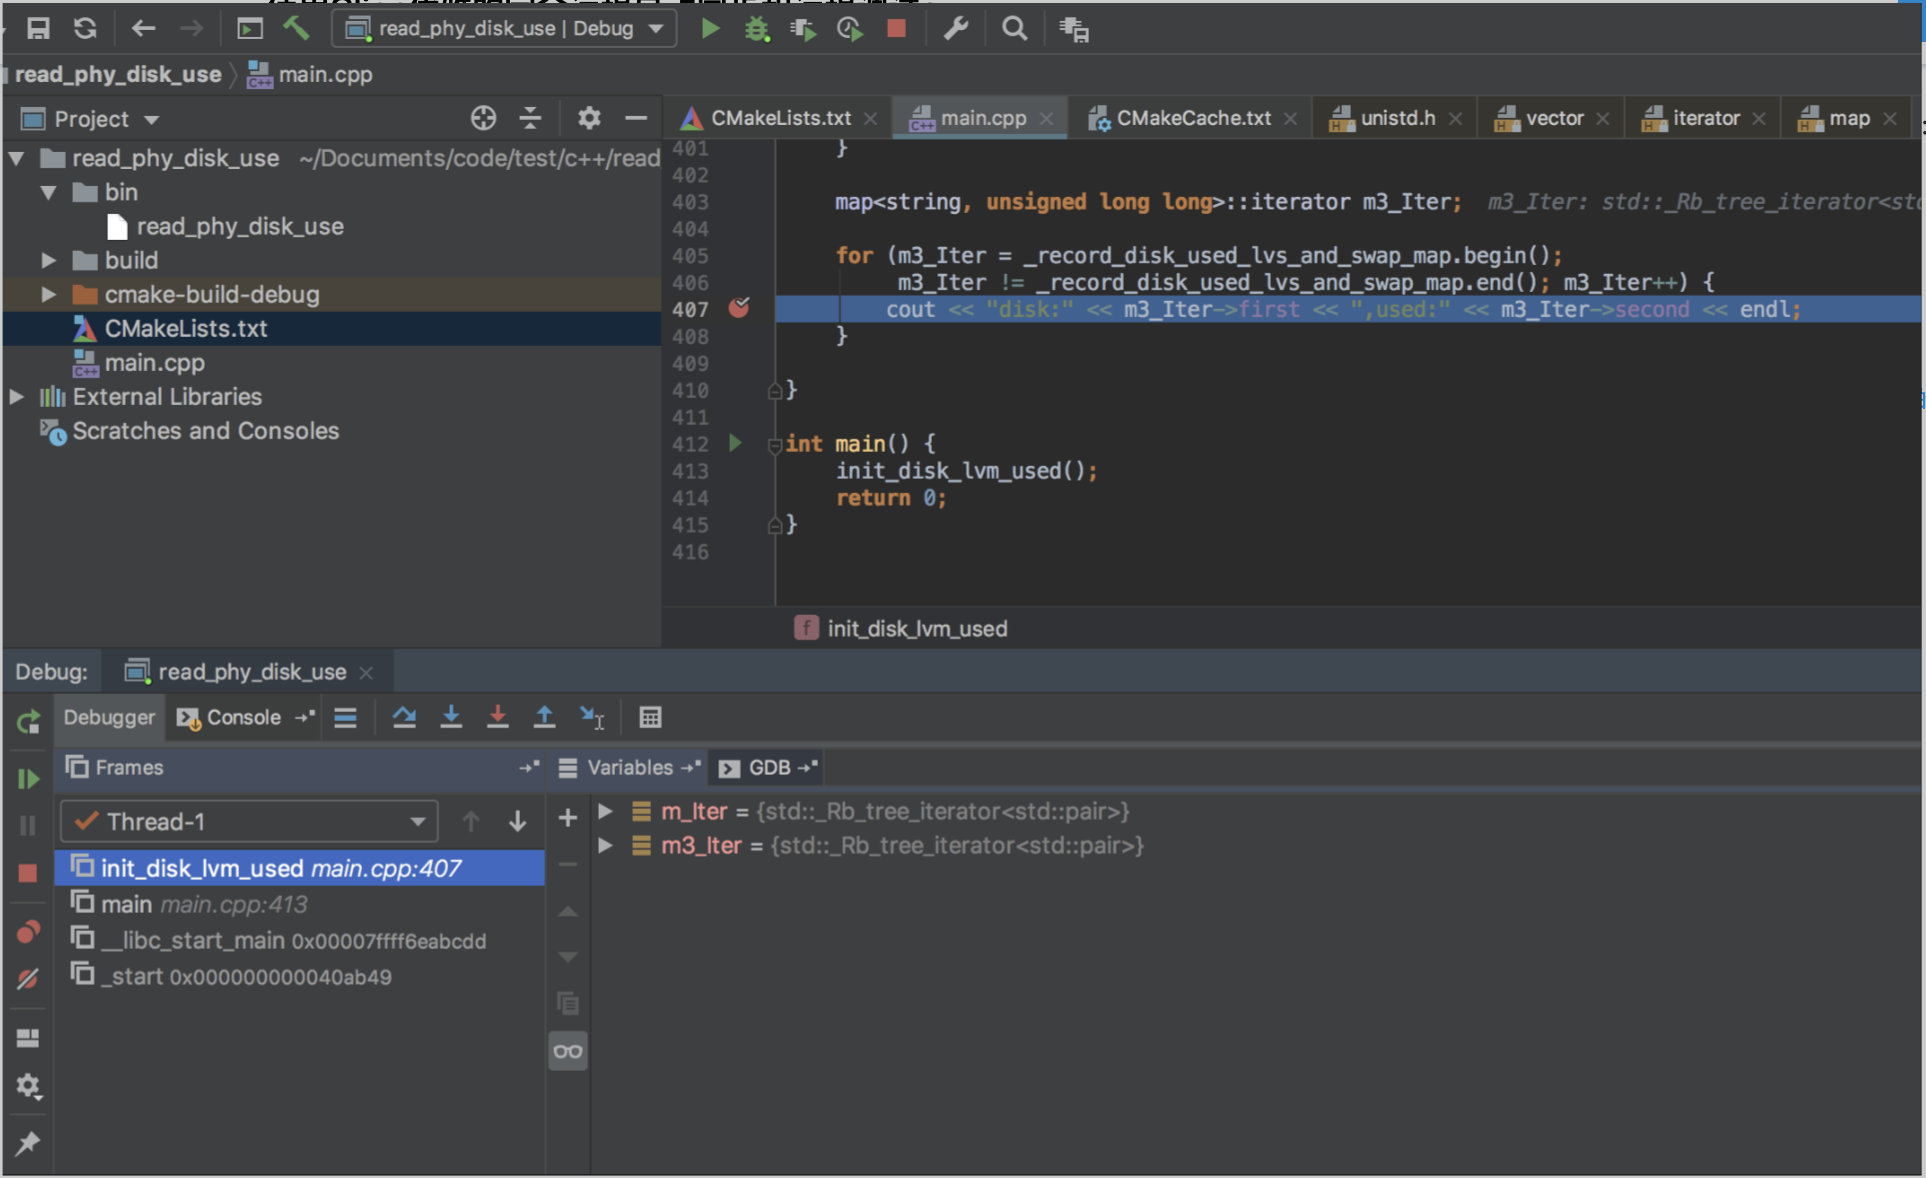 read_phy_disk_use | Debug
read_phy_disk_use
main.cpp
Project
CMakeLists.txt
main.cpp
CMakeCache.txt
unistd.h
vector
iterator
map
read_phy_disk_use ~/Documents/code/test/c++/read
bin
read_phy_disk_use
build
cmake-build-debug
CMakeLists.txt
main.cpp
External Libraries
Scratches and Consoles
401 }
402
403 map<string, unsigned long long>::iterator m3_Iter; m3_Iter: std::_Rb_tree_iterator<std
404
405 for (m3_Iter = _record_disk_used_lvs_and_swap_map.begin();
406 m3_Iter != _record_disk_used_lvs_and_swap_map.end(); m3_Iter++) {
407 cout << "disk:" << m3_Iter->first << ",used:" << m3_Iter->second << endl;
408 }
409
410 }
411
412 int main() {
413 init_disk_lvm_used();
414 return 0;
415 }
416
f init_disk_lvm_used
Debug:
read_phy_disk_use
Debugger
Console
Frames
Variables
GDB
Thread-1
init_disk_lvm_used main.cpp:407
main main.cpp:413
__libc_start_main 0x00007ffff6eabcdd
_start 0x000000000040ab49
m_Iter = {std::_Rb_tree_iterator<std::pair>}
m3_Iter = {std::_Rb_tree_iterator<std::pair>}